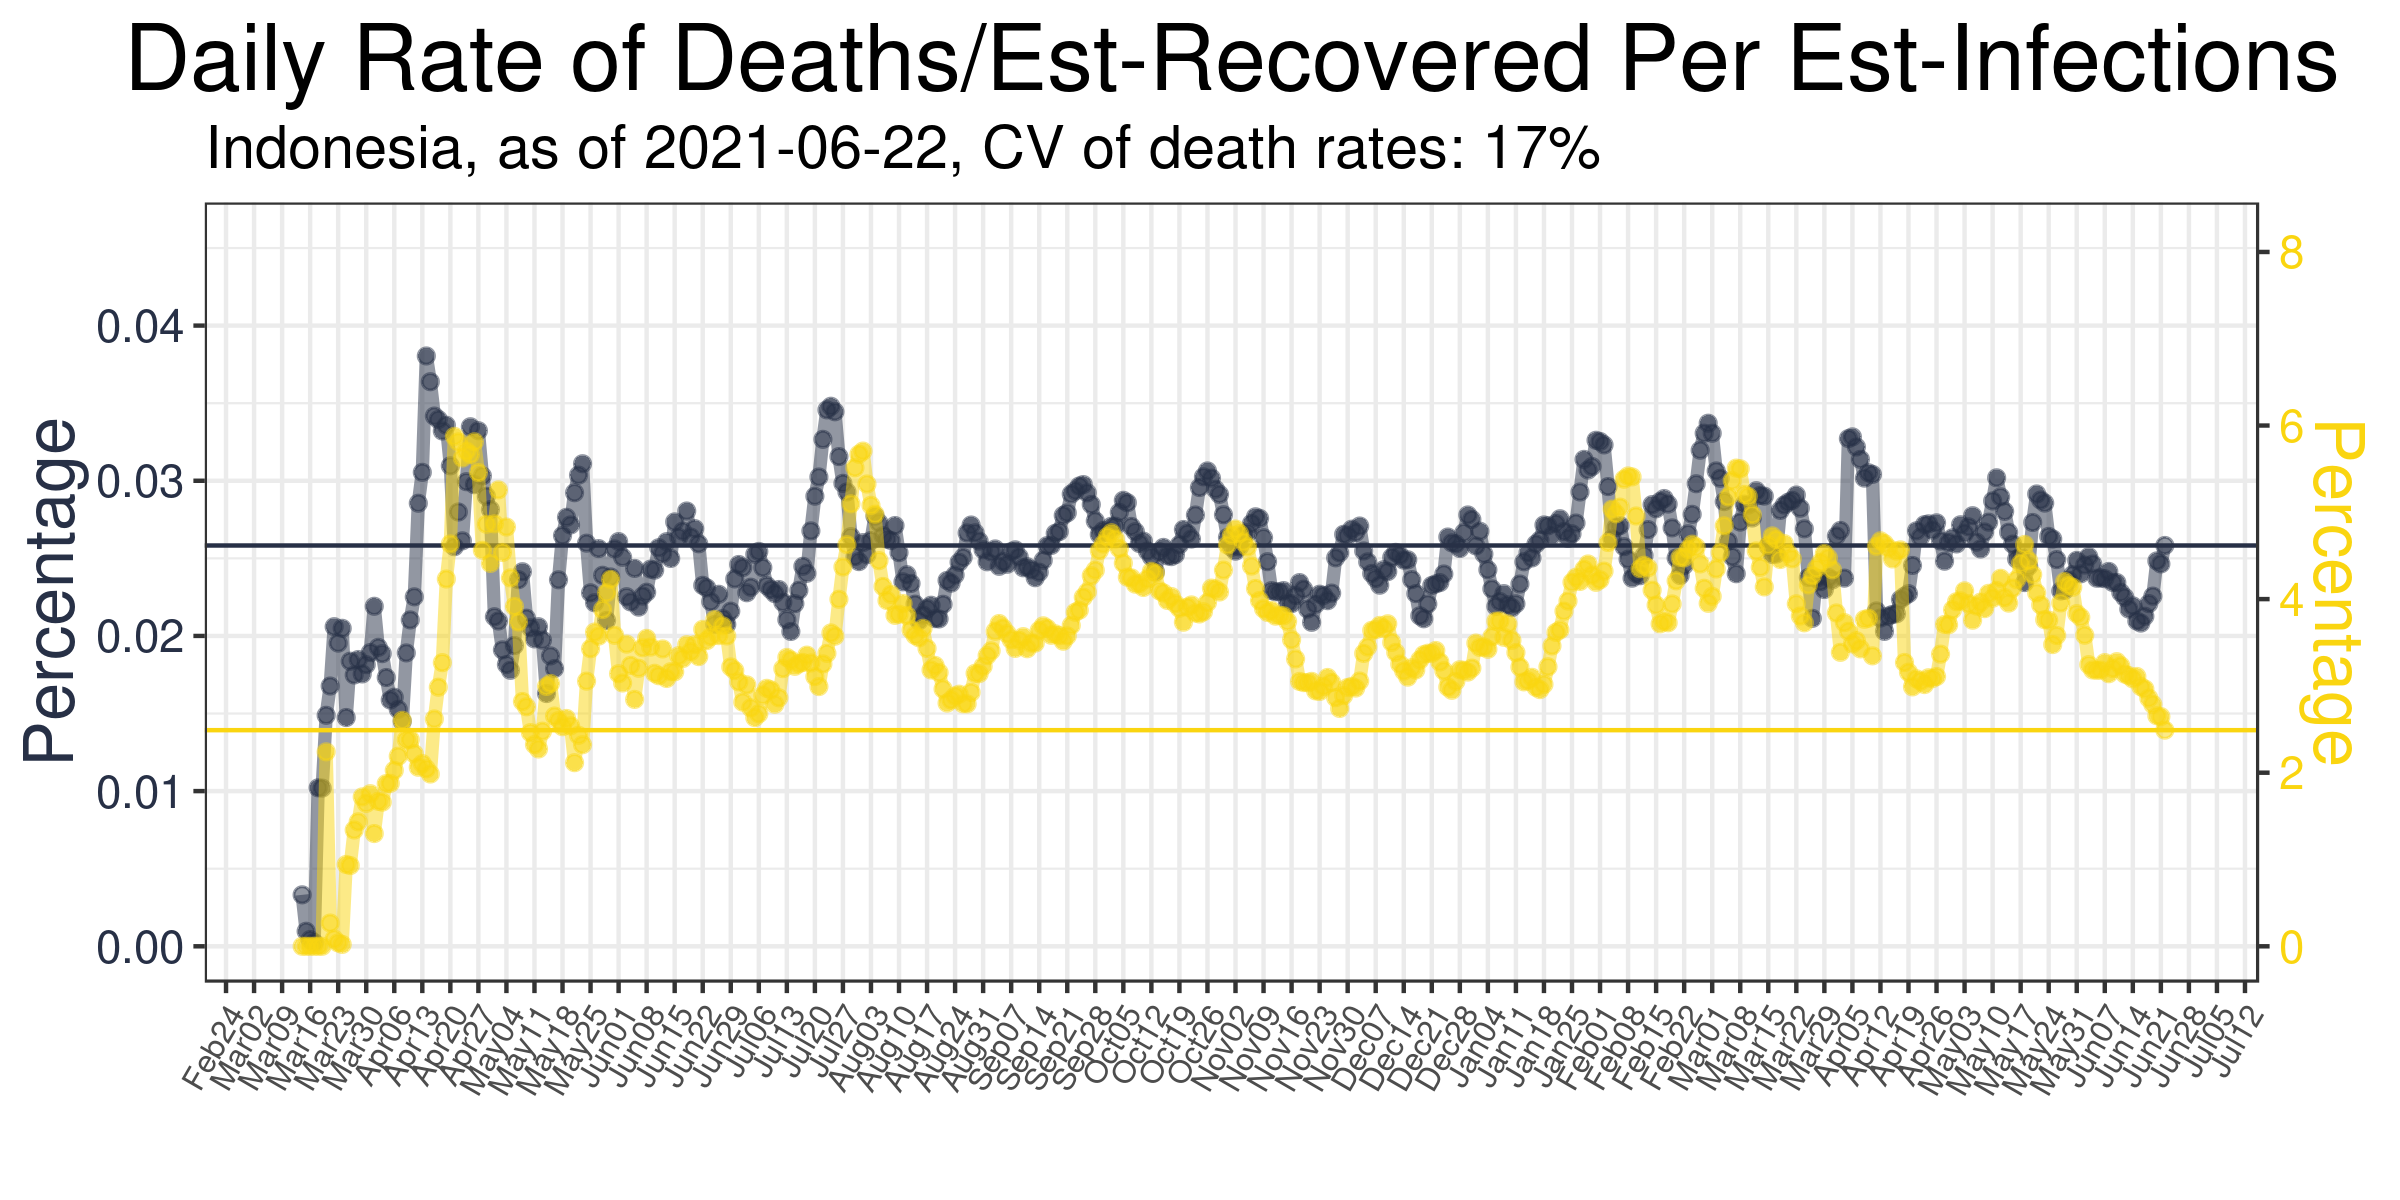 Daily Rate of Deaths/Est-Recovered Per Est-Infections
Indonesia, as of 2021-06-22, CV of death rates: 17%
Percentage
0.04
0.03
0.02
0.01
0.00
8
6
4
2
0
Percentage
Feb24
Mar02
Mar09
Mar16
Mar23
Mar30
Apr06
Apr13
Apr20
Apr27
May04
May11
May18
May25
Jun01
Jun08
Jun15
Jun22
Jun29
Jul06
Jul13
Jul20
Jul27
Aug03
Aug10
Aug17
Aug24
Aug31
Sep07
Sep14
Sep21
Sep28
Oct05
Oct12
Oct19
Oct26
Nov02
Nov09
Nov16
Nov23
Nov30
Dec07
Dec14
Dec21
Dec28
Jan04
Jan11
Jan18
Jan25
Feb01
Feb08
Feb15
Feb22
Mar01
Mar08
Mar15
Mar22
Mar29
Apr05
Apr12
Apr19
Apr26
May03
May10
May17
May24
May31
Jun07
Jun14
Jun21
Jun28
Jul05
Jul12